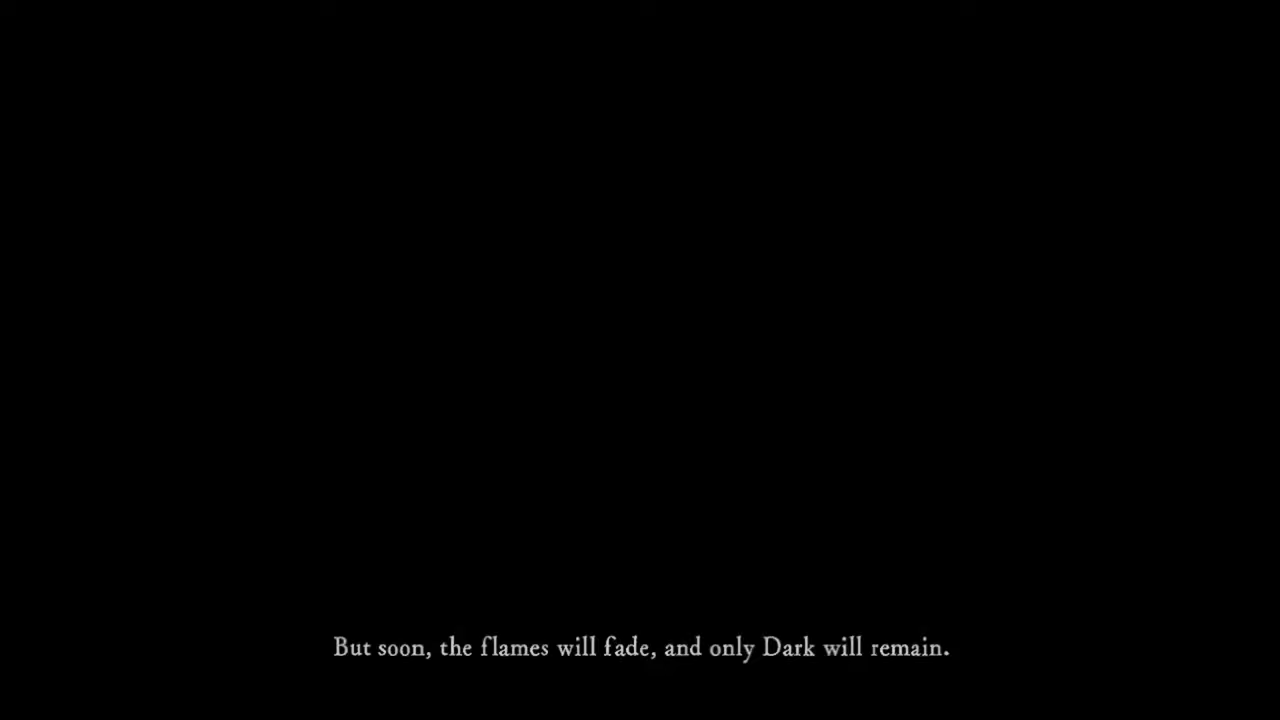 But soon, the flames will fade, and only Dark will remain.